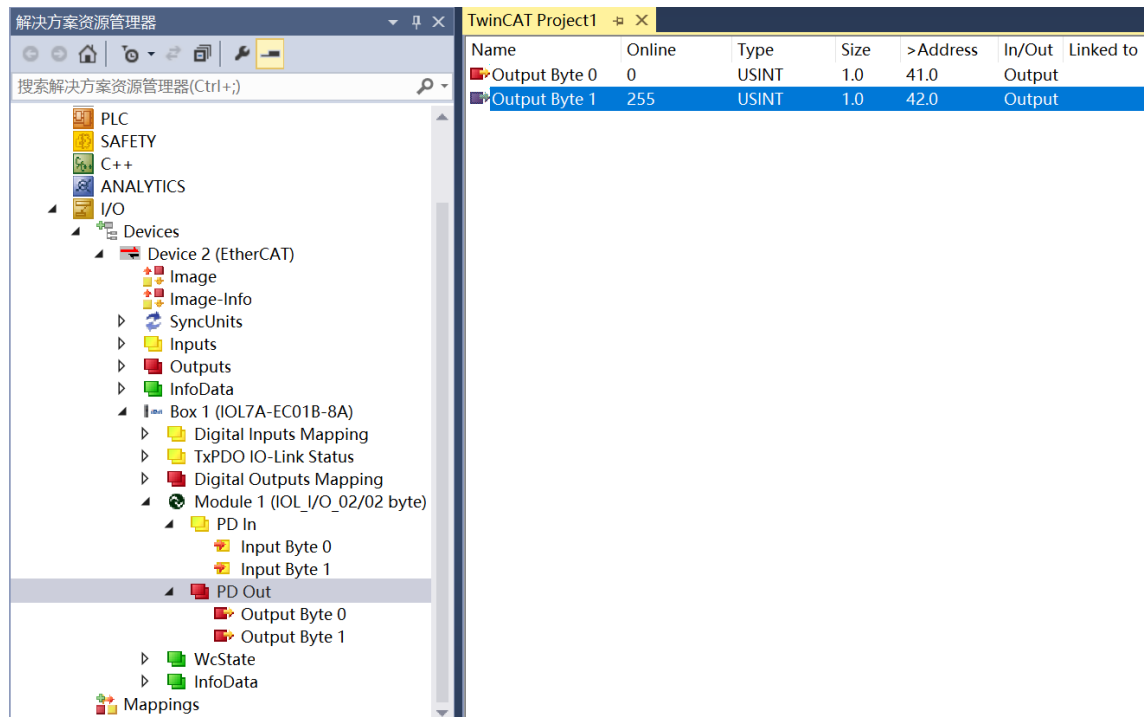 解决方案资源管理器
搜索解决方案资源管理器(Ctrl+;)
PLC
SAFETY
C++
ANALYTICS
I/O
Devices
Device 2 (EtherCAT)
Image
Image-Info
SyncUnits
Inputs
Outputs
InfoData
Box 1 (IOL7A-EC01B-8A)
Digital Inputs Mapping
TxPDO IO-Link Status
Digital Outputs Mapping
Module 1 (IOL_I/O_02/02 byte)
PD In
Input Byte 0
Input Byte 1
PD Out
Output Byte 0
Output Byte 1
WcState
InfoData
Mappings
TwinCAT Project1
Name Online Type Size >Address In/Out Linked to
Output Byte 0 0 USINT 1.0 41.0 Output
Output Byte 1 255 USINT 1.0 42.0 Output